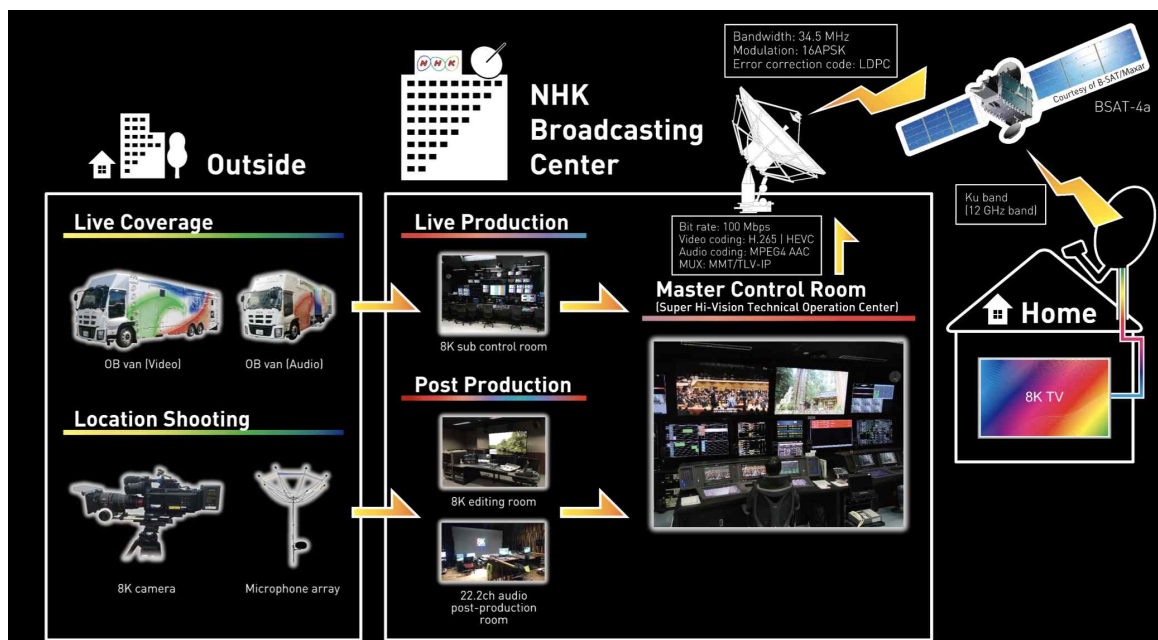 NHK
NHK
Broadcasting
Center
Outside
Bandwidth: 34.5 MHz
Modulation: 16APSK
Error correction code: LDPC
Courtesy of B-SAT/Maxar
BSAT-4a
Ku band
(12 GHz band)
Live Coverage
OB van (Video)
OB van (Audio)
Location Shooting
8K camera
Microphone array
Live Production
8K sub control room
Post Production
8K editing room
22.2ch audio
post-production
room
Bit rate: 100 Mbps
Video coding: H.265 | HEVC
Audio coding: MPEG4 AAC
MUX: MMT/TLV-IP
Master Control Room
(Super Hi-Vision Technical Operation Center)
Home
8K TV